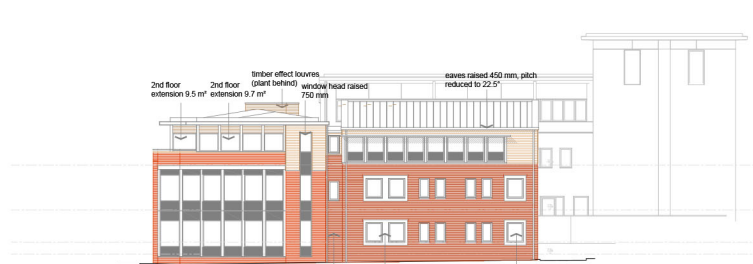 timber effect louvres
(plant behind)
2nd floor
extension 9.5 m²
2nd floor
extension 9.7 m²
window head raised
750 mm
eaves raised 450 mm, pitch
reduced to 22.5°